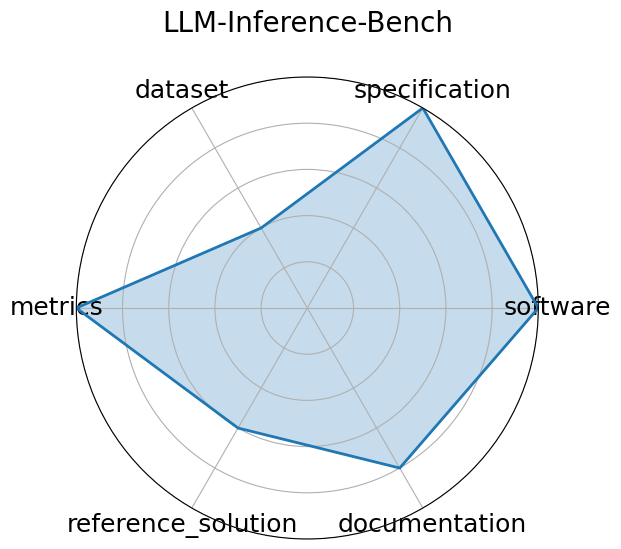 LLM-Inference-Bench
dataset
specification
metrics
software
reference_solution
documentation